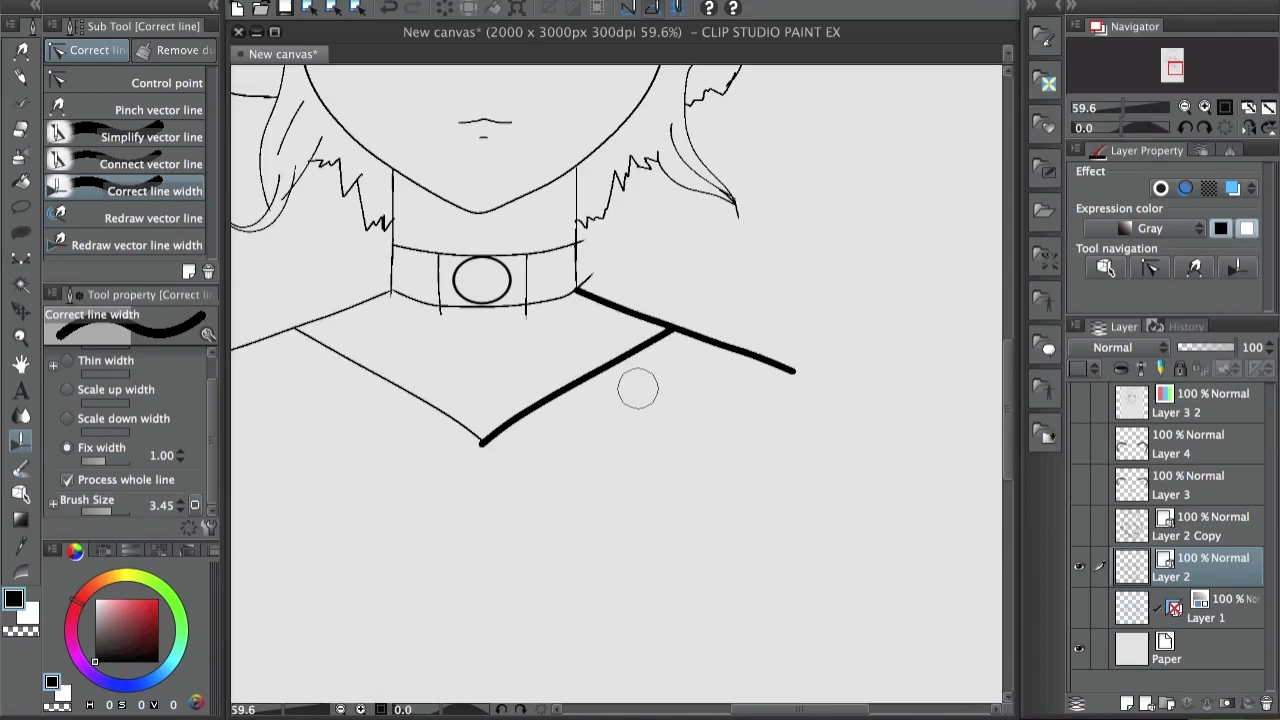 New canvas* (2000 x 3000px 300dpi 59.6%) - CLIP STUDIO PAINT EX
New canvas*
Sub Tool [Correct line]
Correct lin
Remove du
Control point
Pinch vector line
Simplify vector line
Connect vector line
Correct line width
Redraw vector line
Redraw vector line width
Tool property [Correct li
Correct line width
Thin width
Scale up width
Scale down width
Fix width 1.00
Process whole line
Brush Size 3.45
H 0 S 0 V 0
59.6 0.0
Navigator
59.6
0.0
Layer Property
Effect
Expression color
Gray
Tool navigation
Layer History
Normal 100
100 % Normal
Layer 3 2
100 % Normal
Layer 4
100 % Normal
Layer 3
100 % Normal
Layer 2 Copy
100 % Normal
Layer 2
100 % No
Layer 1
Paper